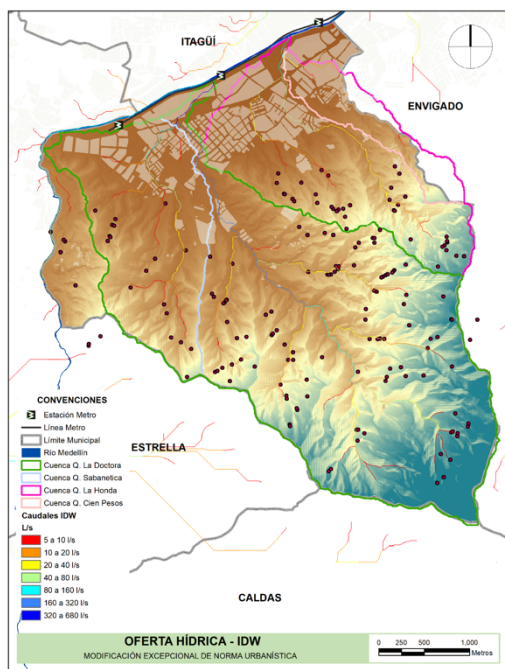 ITAGÜÍ
ENVIGADO
ESTRELLA
CALDAS
CONVENCIONES
M Estación Metro
Línea Metro
Límite Municipal
Río Medellín
Cuenca Q. La Doctora
Cuenca Q. Sabanetica
Cuenca Q. La Honda
Cuenca Q. Cien Pesos
Caudales IDW
L/s
5 a 10 l/s
10 a 20 l/s
20 a 40 l/s
40 a 80 l/s
80 a 160 l/s
160 a 320 l/s
320 a 680 l/s
OFERTA HÍDRICA - IDW
MODIFICACIÓN EXCEPCIONAL DE NORMA URBANÍSTICA
0 250 500 1,000
Metros